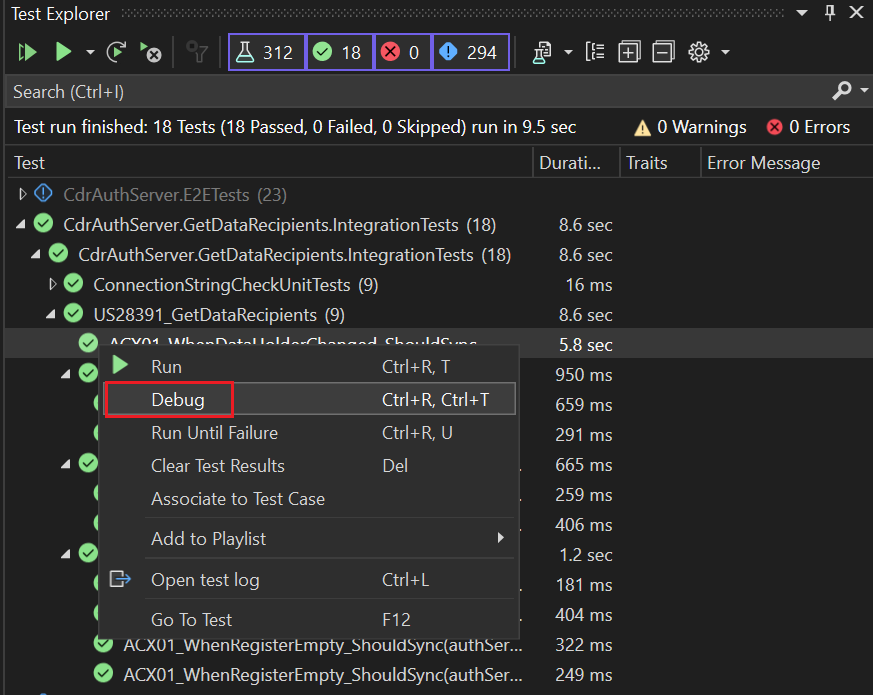 Test Explorer
312 18 0 294
Search (Ctrl+I)
Test run finished: 18 Tests (18 Passed, 0 Failed, 0 Skipped) run in 9.5 sec 0 Warnings 0 Errors
Test Durati... Traits Error Message
CdrAuthServer.E2ETests (23)
CdrAuthServer.GetDataRecipients.IntegrationTests (18) 8.6 sec
CdrAuthServer.GetDataRecipients.IntegrationTests (18) 8.6 sec
ConnectionStringCheckUnitTests (9) 16 ms
US28391_GetDataRecipients (9) 8.6 sec
ACX01_WhenDataHolderChanged_ShouldSync 5.8 sec
Run Ctrl+R, T 950 ms
Debug Ctrl+R, Ctrl+T 659 ms
Run Until Failure Ctrl+R, U 291 ms
Clear Test Results Del 665 ms
Associate to Test Case 259 ms
406 ms
Add to Playlist
1.2 sec
Open test log Ctrl+L 181 ms
Go To Test F12 404 ms
ACX01_WhenRegisterEmpty_ShouldSync(authSer... 322 ms
ACX01_WhenRegisterEmpty_ShouldSync(authSer... 249 ms